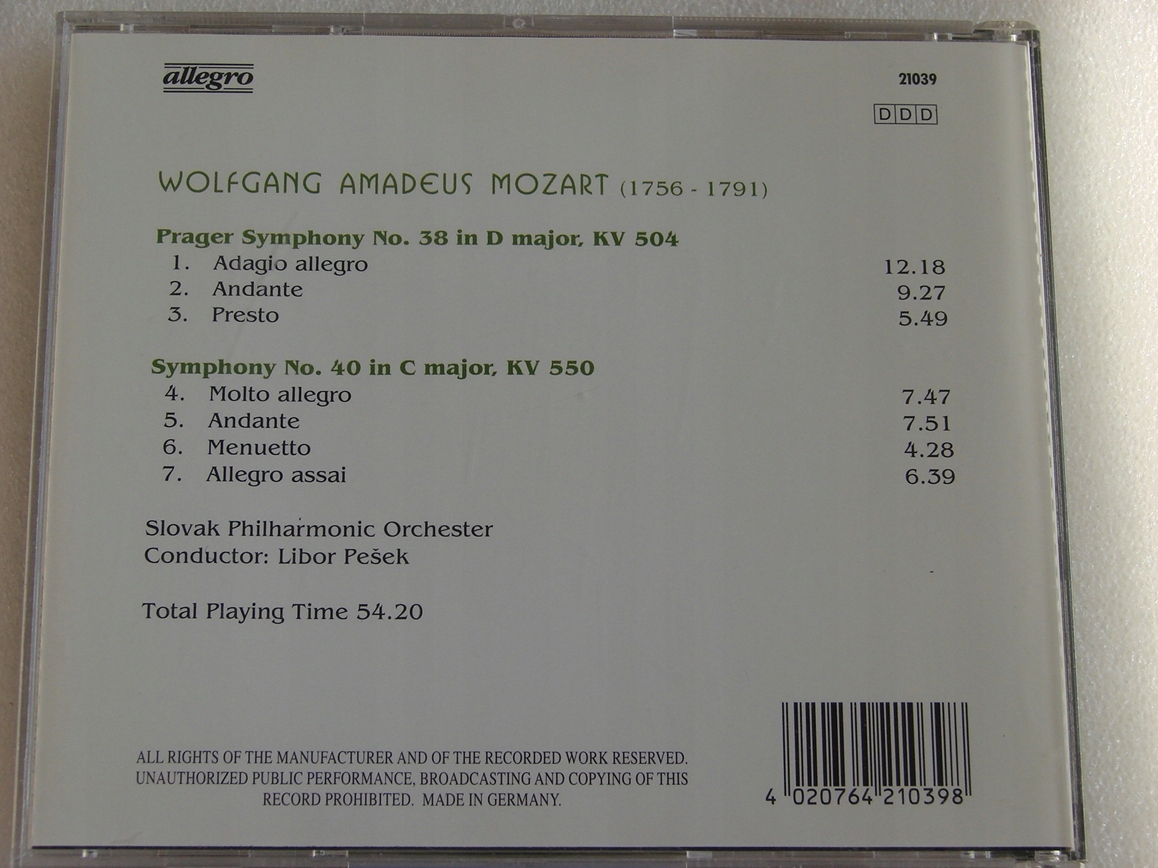 allegro
21039
DDD
WOLFGANG AMADEUS MOZART (1756 - 1791)
Prager Symphony No. 38 in D major, KV 504
1. Adagio allegro 12.18
2. Andante 9.27
3. Presto 5.49
Symphony No. 40 in C major, KV 550
4. Molto allegro 7.47
5. Andante 7.51
6. Menuetto 4.28
7. Allegro assai 6.39
Slovak Philharmonic Orchester
Conductor: Libor Pešek
Total Playing Time 54.20
ALL RIGHTS OF THE MANUFACTURER AND OF THE RECORDED WORK RESERVED.
UNAUTHORIZED PUBLIC PERFORMANCE, BROADCASTING AND COPYING OF THIS
RECORD PROHIBITED. MADE IN GERMANY.
4 020764 210398